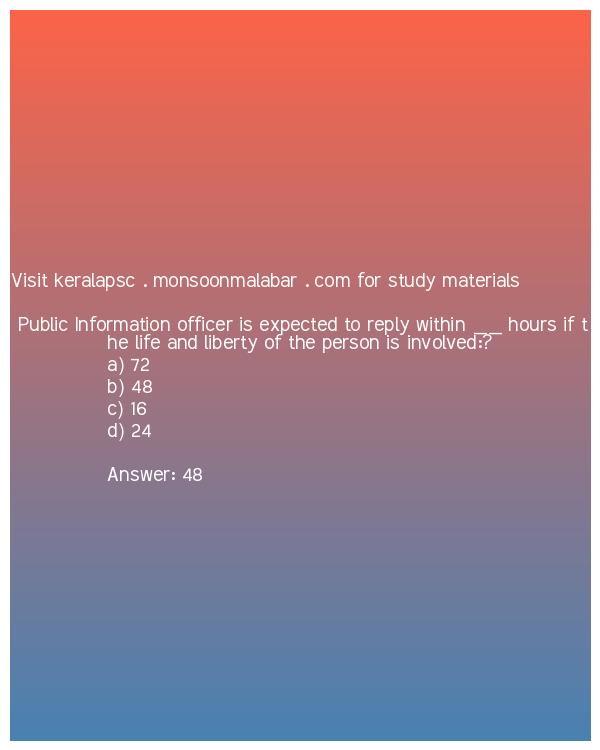 Visit keralapsc . monsoonmalabar . com for study materials
Public Information officer is expected to reply within ___ hours if t
he life and liberty of the person is involved:?
a) 72
b) 48
c) 16
d) 24
Answer: 48